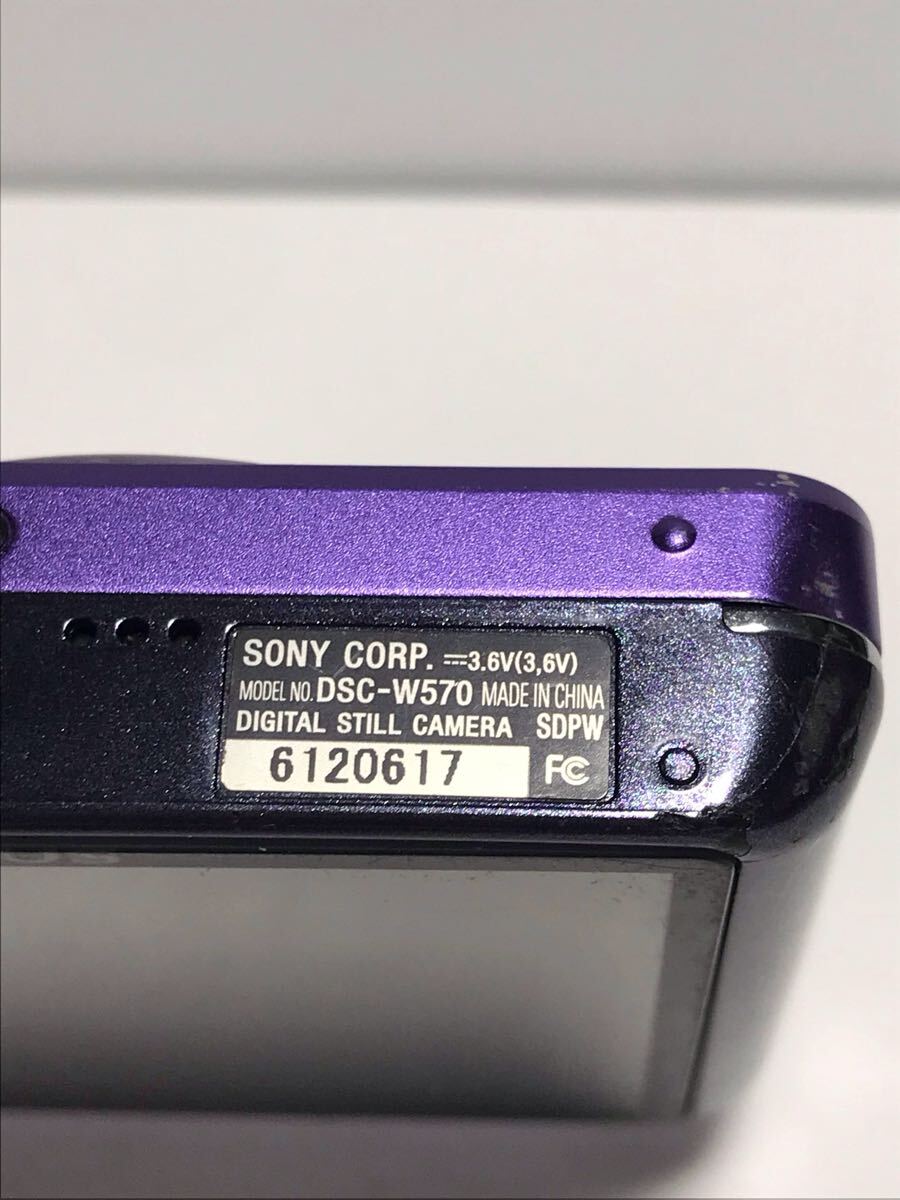 SONY CORP. ⎓3.6V(3,6V)
MODEL NO. DSC-W570 MADE IN CHINA
DIGITAL STILL CAMERA SDPW
6120617 FC